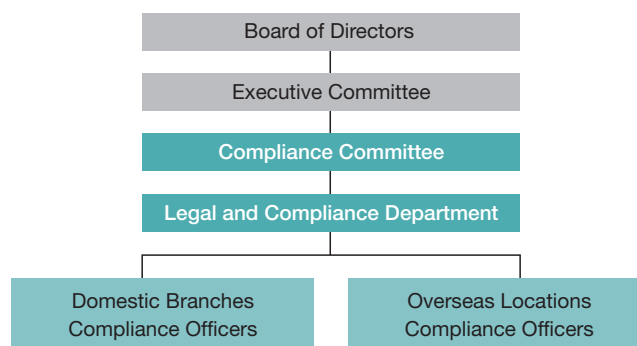 Board of Directors
Executive Committee
Compliance Committee
Legal and Compliance Department
Domestic Branches
Compliance Officers
Overseas Locations
Compliance Officers